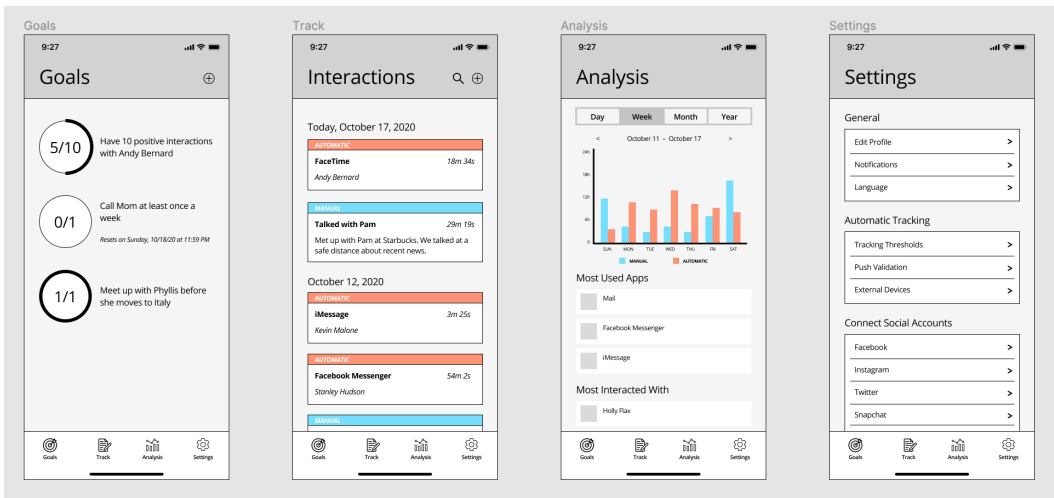 Goals
9:27
Goals
5/10
Have 10 positive interactions
with Andy Bernard
0/1
Call Mom at least once a
week
Resets on Sunday, 10/18/20 at 11:59 PM
1/1
Meet up with Phyllis before
she moves to Italy
Goals Track Analysis Settings
Track
9:27
Interactions
Today, October 17, 2020
AUTOMATIC
FaceTime 18m 34s
Andy Bernard
MANUAL
Talked with Pam 29m 19s
Meet up with Pam at Starbucks. We talked at a
safe distance about recent news.
October 12, 2020
AUTOMATIC
iMessage 3m 25s
Kevin Malone
AUTOMATIC
Facebook Messenger 54m 2s
Stanley Hudson
MANUAL
Goals Track Analysis Settings
Analysis
9:27
Analysis
Day Week Month Year
< October 11 – October 17 >
24h
18h
12h
6h
0
SUN MON TUE WED THU FRI SAT
MANUAL AUTOMATIC
Most Used Apps
Mail
Facebook Messenger
iMessage
Most Interacted With
Holly Flax
Goals Track Analysis Settings
Settings
9:27
Settings
General
Edit Profile >
Notifications >
Language >
Automatic Tracking
Tracking Thresholds >
Push Validation >
External Devices >
Connect Social Accounts
Facebook >
Instagram >
Twitter >
Snapchat >
Goals Track Analysis Settings